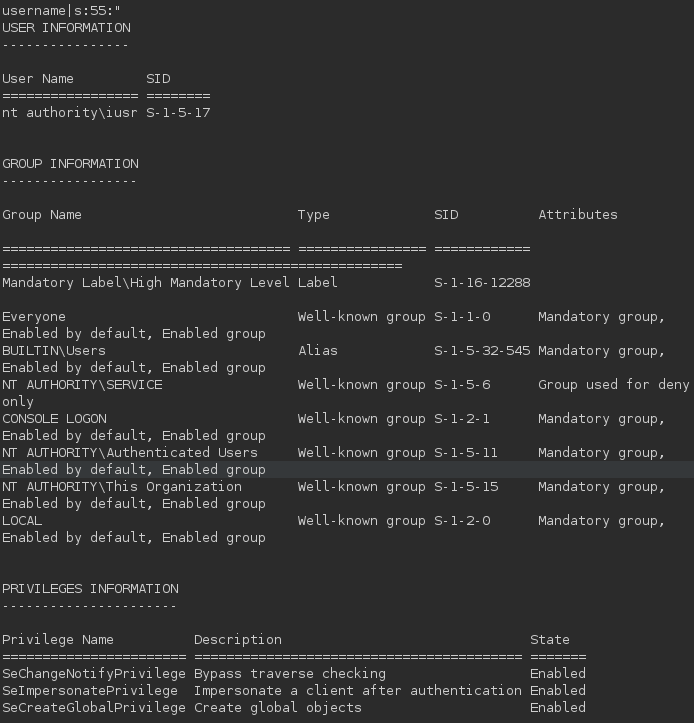 username|s:55:"
USER INFORMATION
----------------
User Name         SID
================= ========
nt authority\iusr S-1-5-17
GROUP INFORMATION
-----------------
Group Name                           Type             SID          Attributes
==================================== ================ ============
==================================================
Mandatory Label\High Mandatory Level Label            S-1-16-12288
Everyone                             Well-known group S-1-1-0      Mandatory group,
Enabled by default, Enabled group
BUILTIN\Users                        Alias            S-1-5-32-545 Mandatory group,
Enabled by default, Enabled group
NT AUTHORITY\SERVICE                 Well-known group S-1-5-6      Group used for deny
only
CONSOLE LOGON                        Well-known group S-1-2-1      Mandatory group,
Enabled by default, Enabled group
NT AUTHORITY\Authenticated Users     Well-known group S-1-5-11     Mandatory group,
Enabled by default, Enabled group
NT AUTHORITY\This Organization       Well-known group S-1-5-15     Mandatory group,
Enabled by default, Enabled group
LOCAL                                Well-known group S-1-2-0      Mandatory group,
Enabled by default, Enabled group
PRIVILEGES INFORMATION
----------------------
Privilege Name          Description                               State
======================= ========================================= =======
SeChangeNotifyPrivilege Bypass traverse checking                  Enabled
SeImpersonatePrivilege  Impersonate a client after authentication Enabled
SeCreateGlobalPrivilege Create global objects                     Enabled